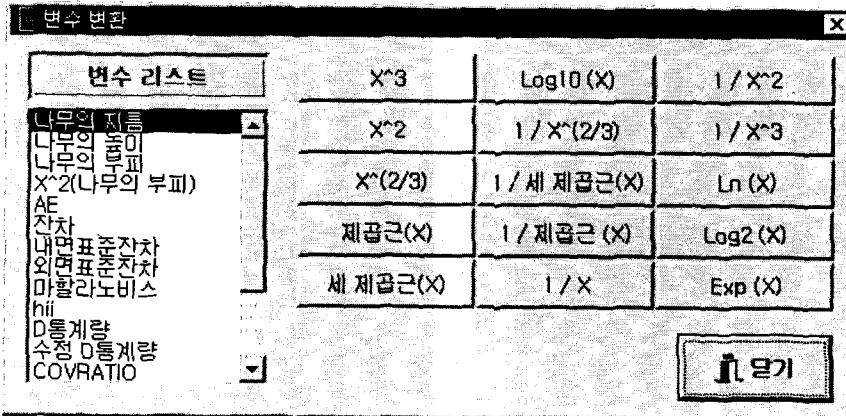 변수 변환
변수 리스트
나무의 지름
나무의 높이
나무의 부피
X^2(나무의 부피)
AE
잔차
내면표준잔차
외면표준잔차
마할라노비스
hii
D통계량
수정 D통계량
COVRATIO
X^3 Log10 (X) 1 / X^2
X^2 1 / X^(2/3) 1 / X^3
X^(2/3) 1 / 세 제곱근(X) Ln (X)
제곱근(X) 1 / 제곱근 (X) Log2 (X)
세 제곱근(X) 1 / X Exp (X)
닫기